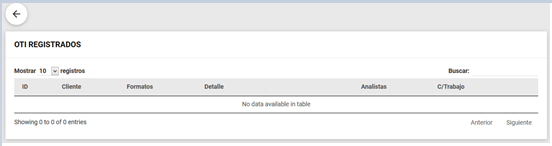 OTI REGISTRADOS
Mostrar 10 registros Buscar:
ID Cliente Formatos Detalle Analistas C/Trabajo
No data available in table
Showing 0 to 0 of 0 entries Anterior Siguiente